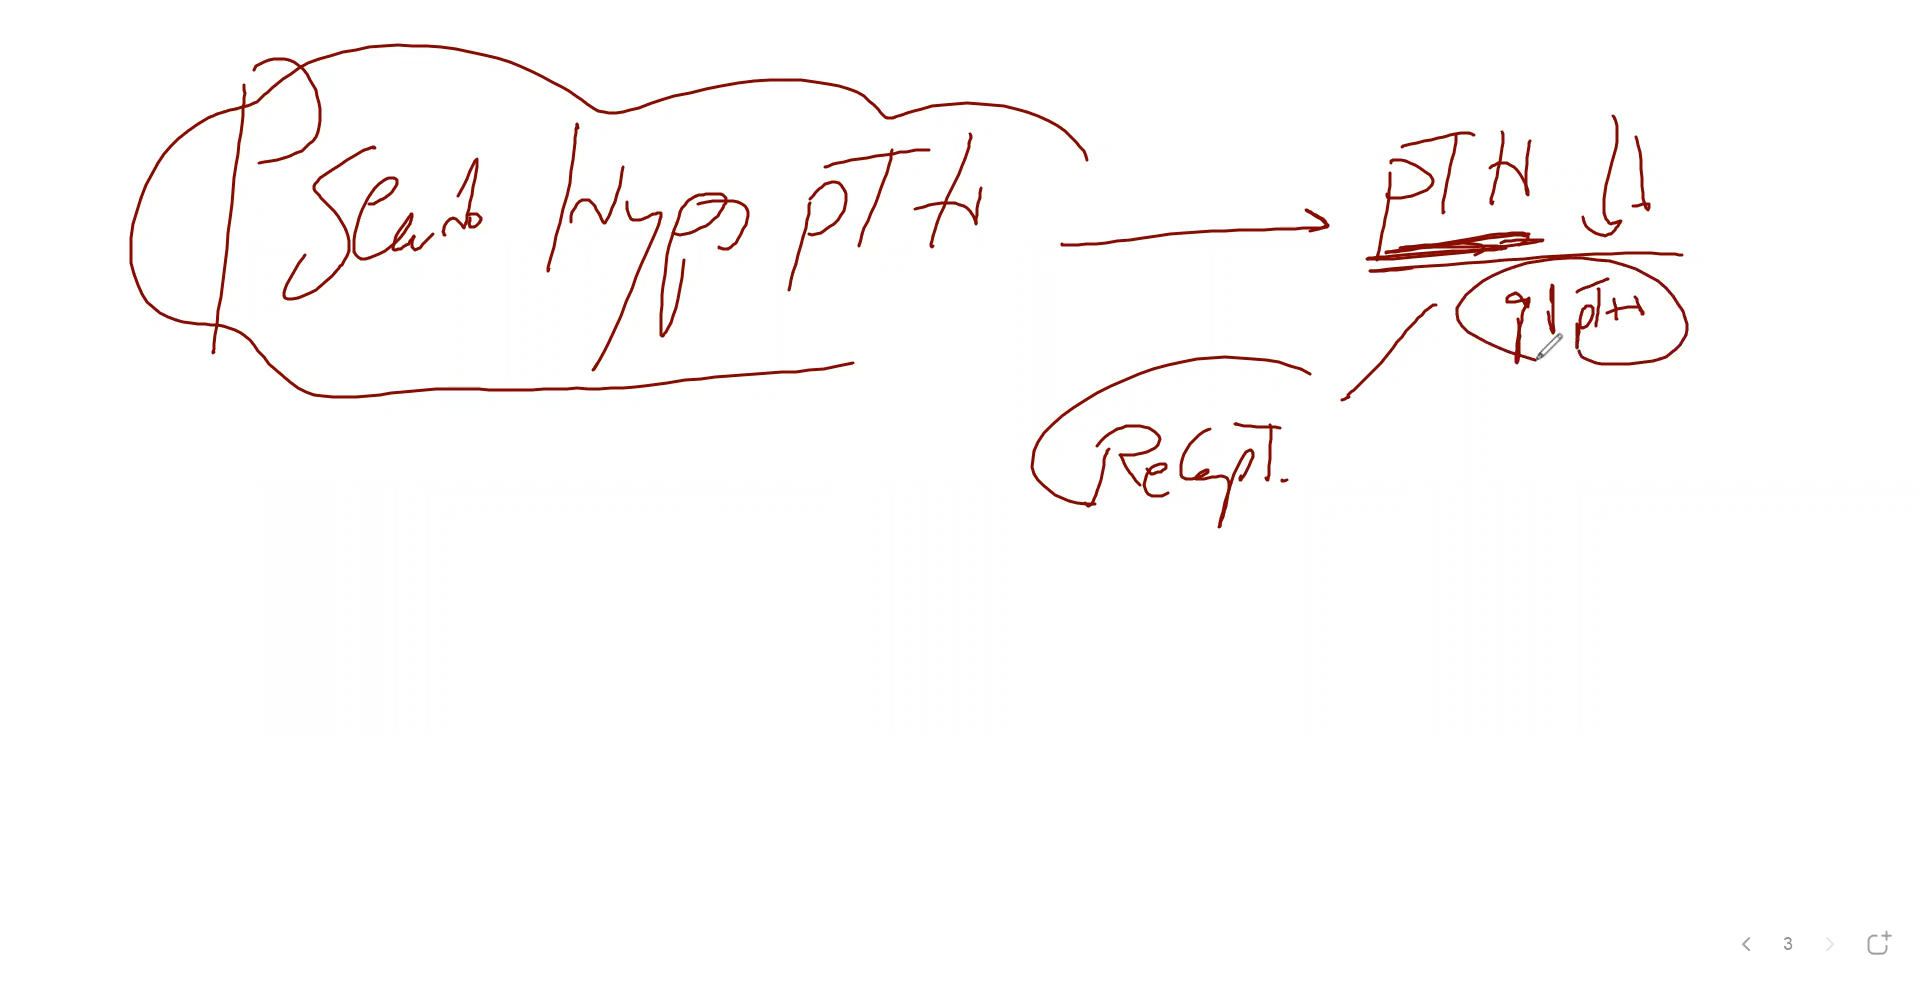 Pseudo hypo PTH → PTH ↓↓
PTH
Recept.
3